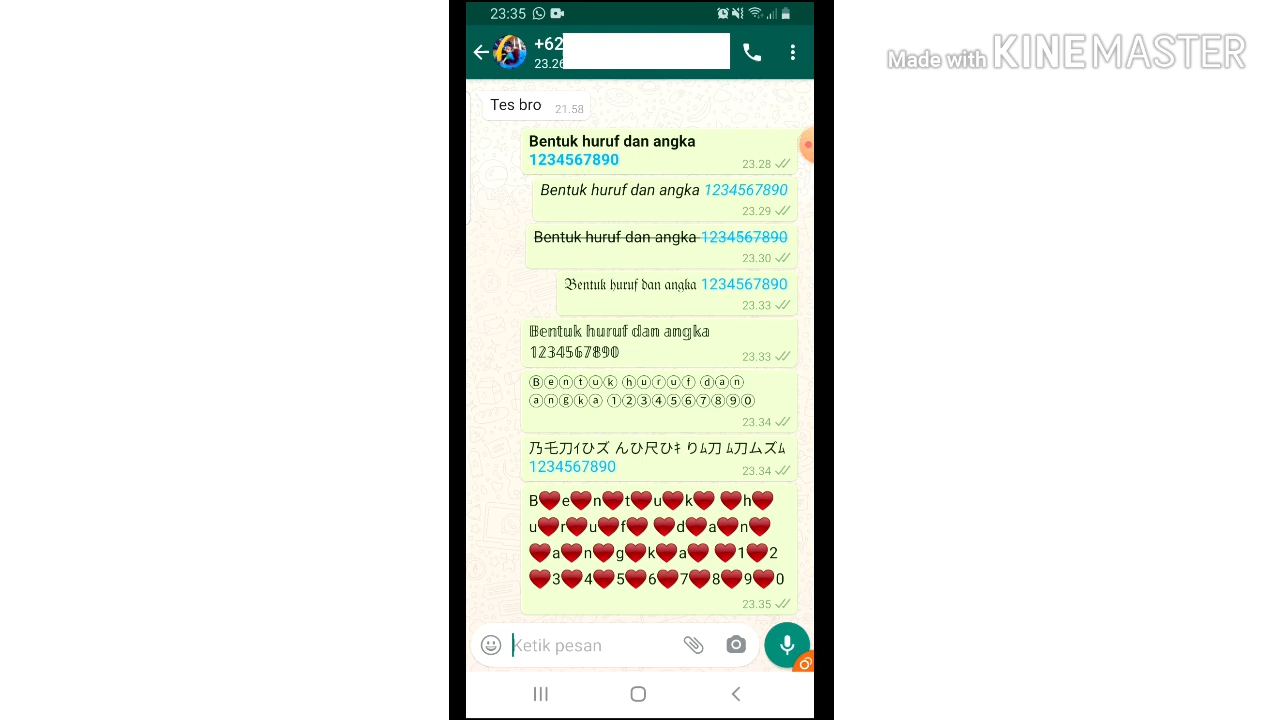 23:35
Made with KINEMASTER
+62
23.26
Tes bro 21.58
Bentuk huruf dan angka
1234567890 23.28
Bentuk huruf dan angka 1234567890
23.29
Bentuk huruf dan angka 1234567890
23.30
𝔅𝔢𝔫𝔱𝔲𝔨 𝔥𝔲𝔯𝔲𝔣 𝔡𝔞𝔫 𝔞𝔫𝔤𝔨𝔞 1234567890
23.33
𝔹𝕖𝕟𝕥𝕦𝕜 𝕙𝕦𝕣𝕦𝕗 𝕕𝕒𝕟 𝕒𝕟𝕘𝕜𝕒
𝟙𝟚𝟛𝟜𝟝𝟞𝟟𝟠𝟡𝟘 23.33
Ⓑⓔⓝⓣⓤⓚ ⓗⓤⓡⓤⓕ ⓓⓐⓝ
ⓐⓝⓖⓚⓐ ①②③④⑤⑥⑦⑧⑨⓪
23.34
乃乇刀ｲひズ んひ尺ひｷ りﾑ刀 ﾑ刀ムズﾑ
1234567890 23.34
B❤️e❤️n❤️t❤️u❤️k❤️ ❤️h❤️
u❤️r❤️u❤️f❤️ ❤️d❤️a❤️n❤️
❤️a❤️n❤️g❤️k❤️a❤️ ❤️1❤️2
❤️3❤️4❤️5❤️6❤️7❤️8❤️9❤️0
23.35
Ketik pesan